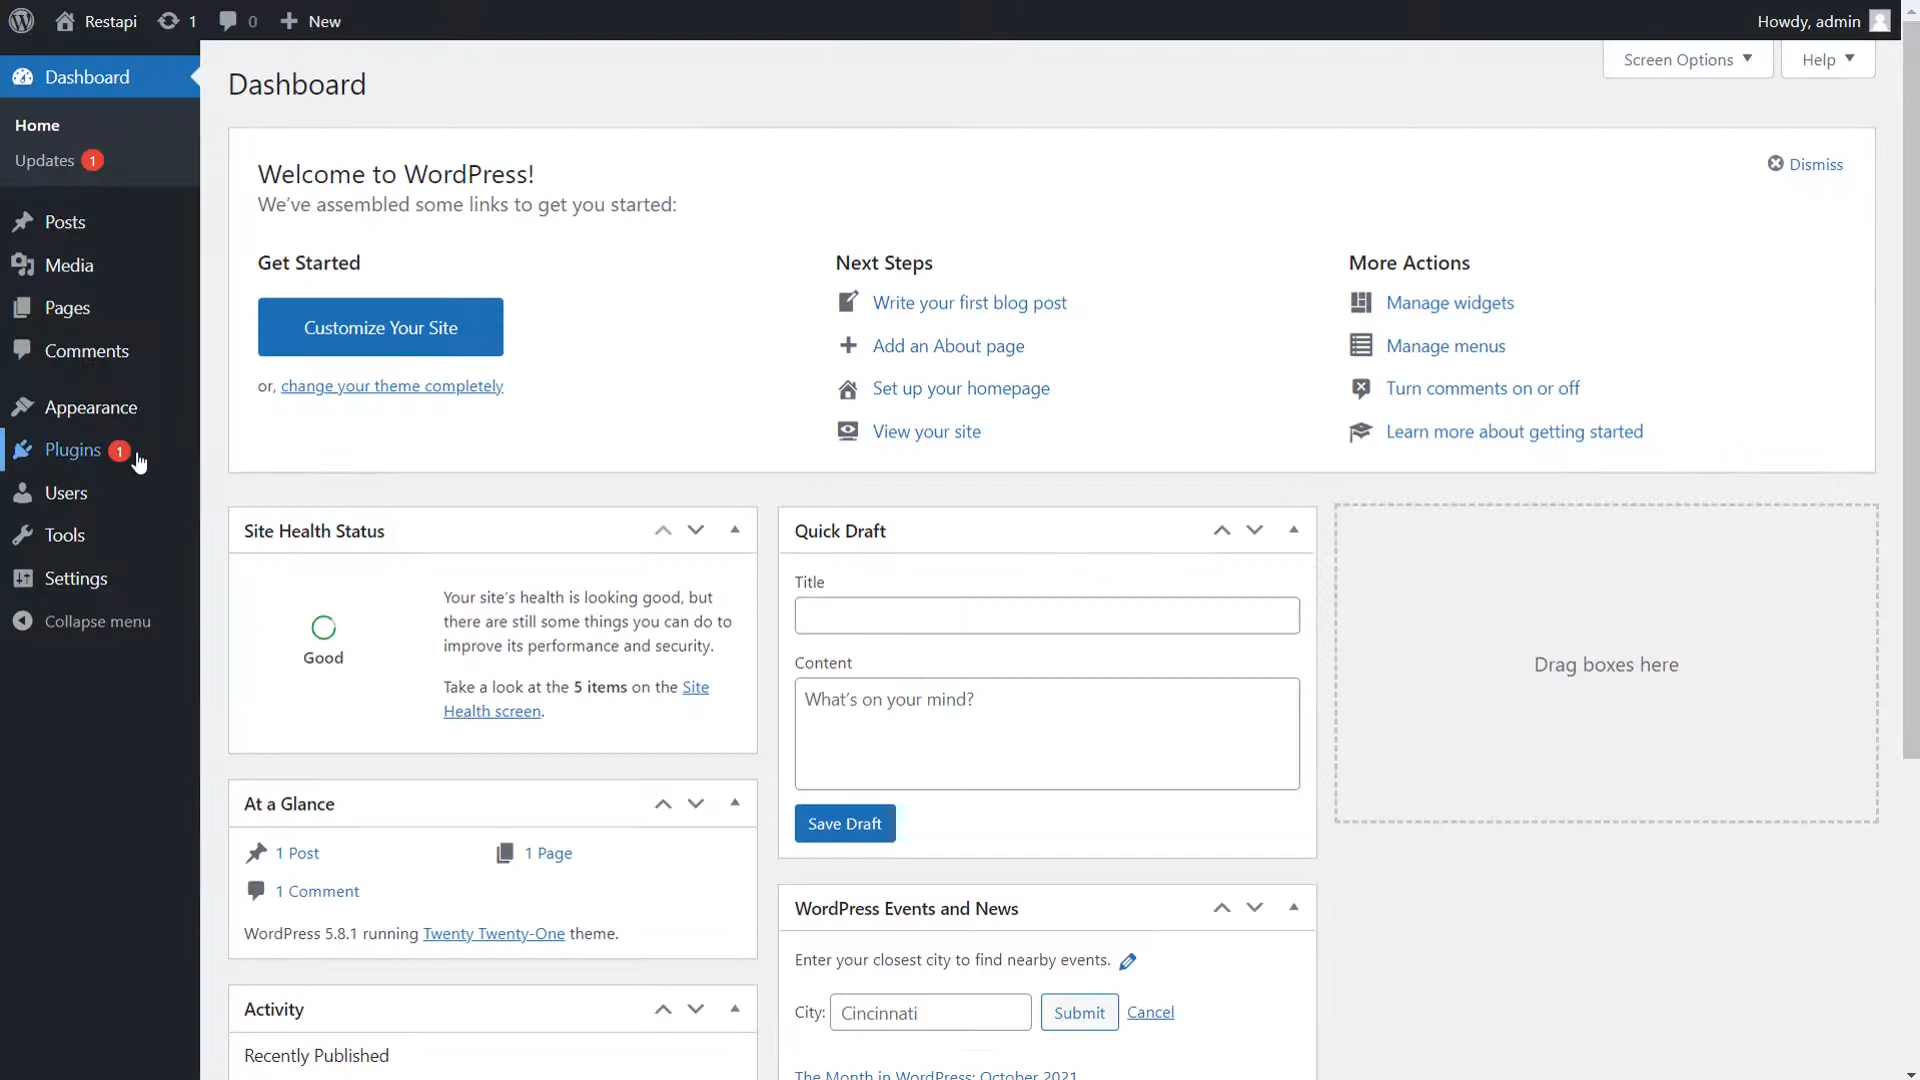 Restapi 1 0 New Howdy, admin
Screen Options Help
Dashboard
Home
Updates 1
Posts
Media
Pages
Comments
Appearance
Plugins 1
Users
Tools
Settings
Collapse menu
Dashboard
Welcome to WordPress!
Dismiss
We've assembled some links to get you started:
Get Started
Customize Your Site
or, change your theme completely
Next Steps
Write your first blog post
Add an About page
Set up your homepage
View your site
More Actions
Manage widgets
Manage menus
Turn comments on or off
Learn more about getting started
Site Health Status
Good
Your site's health is looking good, but
there are still some things you can do to
improve its performance and security.
Take a look at the 5 items on the Site
Health screen.
At a Glance
1 Post 1 Page
1 Comment
WordPress 5.8.1 running Twenty Twenty-One theme.
Activity
Recently Published
Quick Draft
Title
Content
What's on your mind?
Save Draft
WordPress Events and News
Enter your closest city to find nearby events.
City: Cincinnati Submit Cancel
The Month in WordPress: October 2021
Drag boxes here